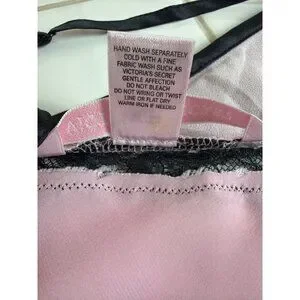 HAND WASH SEPARATELY
COLD WITH A FINE
FABRIC WASH SUCH AS
VICTORIA'S SECRET
GENTLE AFFECTION
DO NOT BLEACH
DO NOT WRING OR TWIST
LINE OR FLAT DRY
WARM IRON IF NEEDED